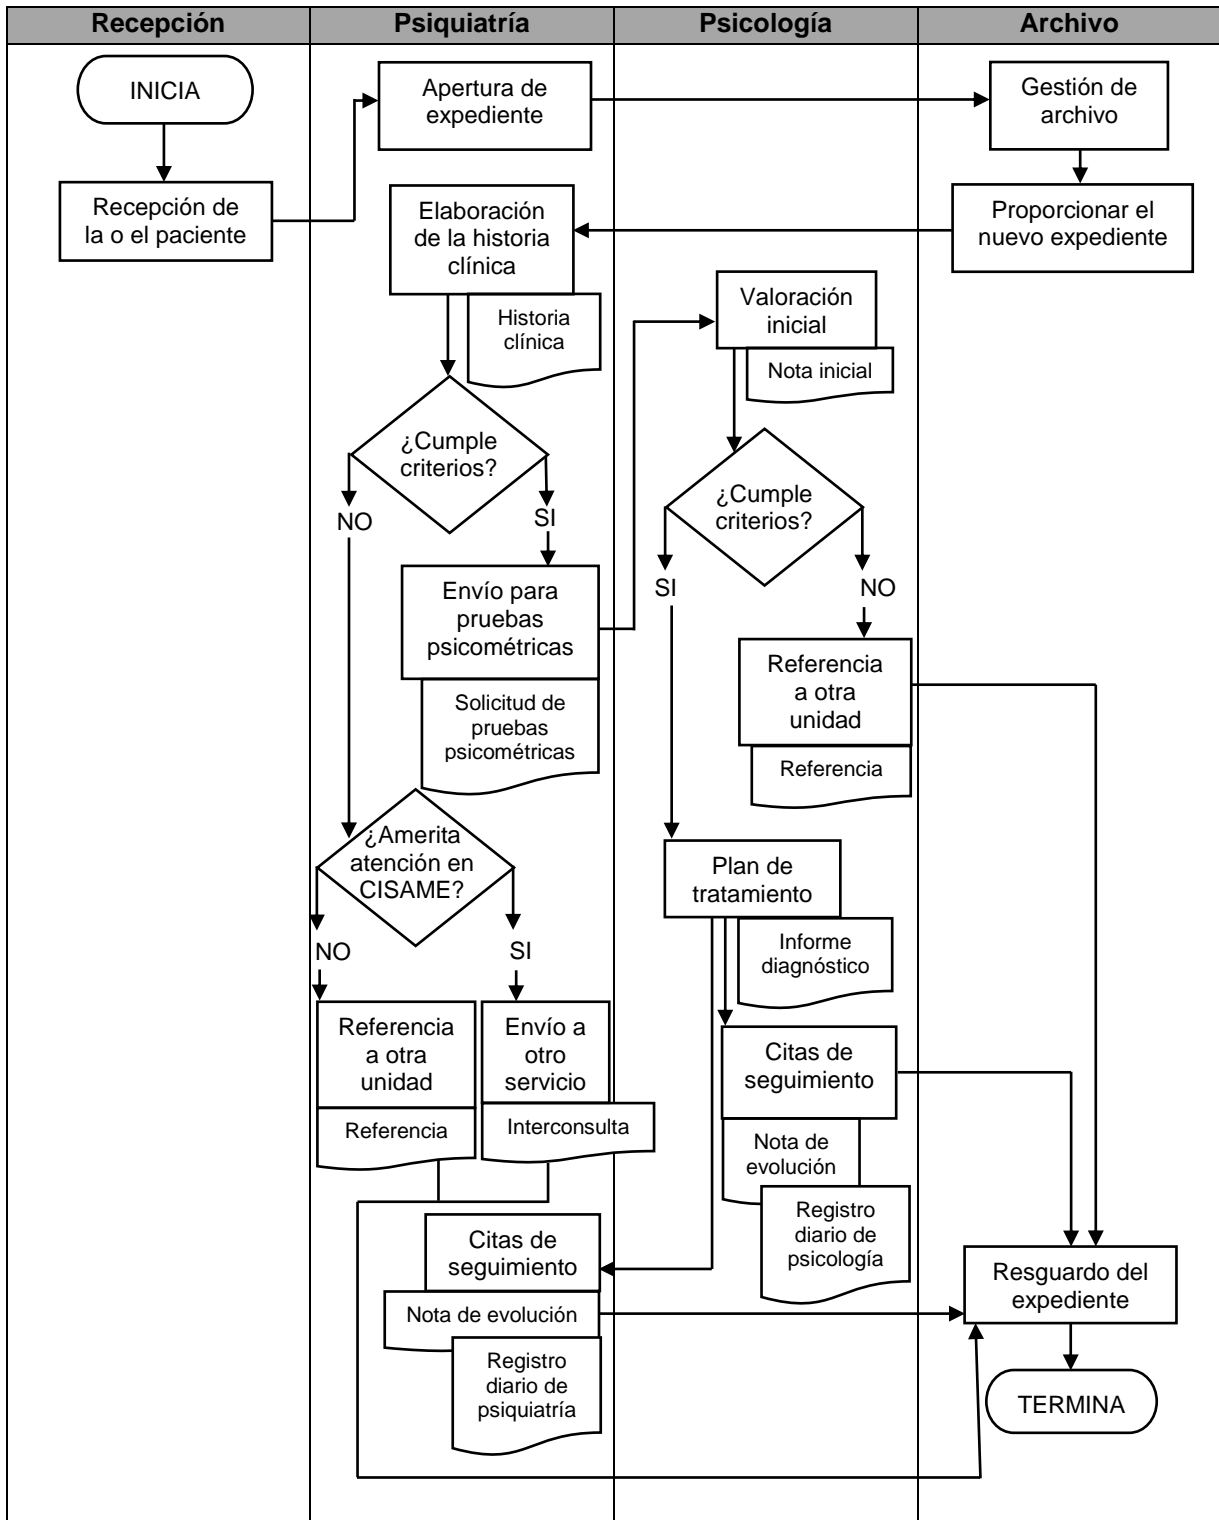 Recepción
Psiquiatría
Psicología
Archivo
INICIA
Recepción de
la o el paciente
Apertura de
expediente
Gestión de
archivo
Proporcionar el
nuevo expediente
Elaboración
de la historia
clínica
Historia
clínica
¿Cumple
criterios?
NO
SI
Envío para
pruebas
psicométricas
Solicitud de
pruebas
psicométricas
¿Amerita
atención en
CISAME?
NO
SI
Referencia
a otra
unidad
Referencia
Envío a
otro
servicio
Interconsulta
Citas de
seguimiento
Nota de evolución
Registro
diario de
psiquiatría
Valoración
inicial
Nota inicial
¿Cumple
criterios?
SI
NO
Referencia
a otra
unidad
Referencia
Plan de
tratamiento
Informe
diagnóstico
Citas de
seguimiento
Nota de
evolución
Registro
diario de
psicología
Resguardo del
expediente
TERMINA